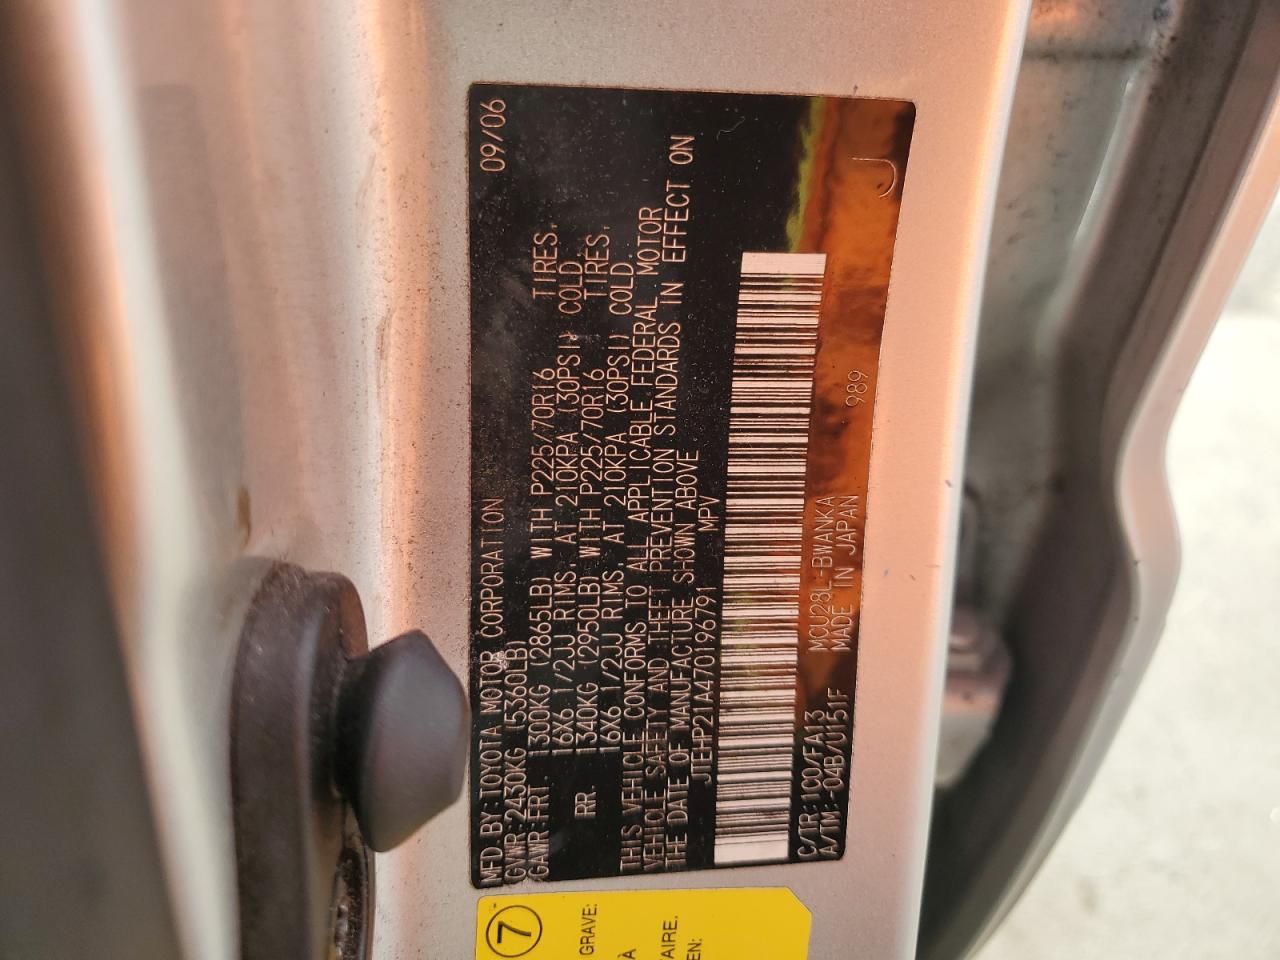 MFD. BY: TOYOTA MOTOR CORPORATION 09/06
GVWR: 2430KG (5360LB)
GAWR: FRT. 1300KG (2865LB) WITH P225/70R16 TIRES,
16X6 1/2JJ RIMS, AT 210KPA (30PSI) COLD.
RR. 1340KG (2950LB) WITH P225/70R16 TIRES,
16X6 1/2JJ RIMS, AT 210KPA (30PSI) COLD.
THIS VEHICLE CONFORMS TO ALL APPLICABLE FEDERAL MOTOR
VEHICLE SAFETY AND THEFT PREVENTION STANDARDS IN EFFECT ON
THE DATE OF MANUFACTURE SHOWN ABOVE.
JTEHP21A470196791 MPV
C/TR: 1C0/FA13 MCU28L-BWANKA
A/TM: -04B/U151F MADE IN JAPAN 989 J
7
GRAVE:
À
AIRE,
EN: